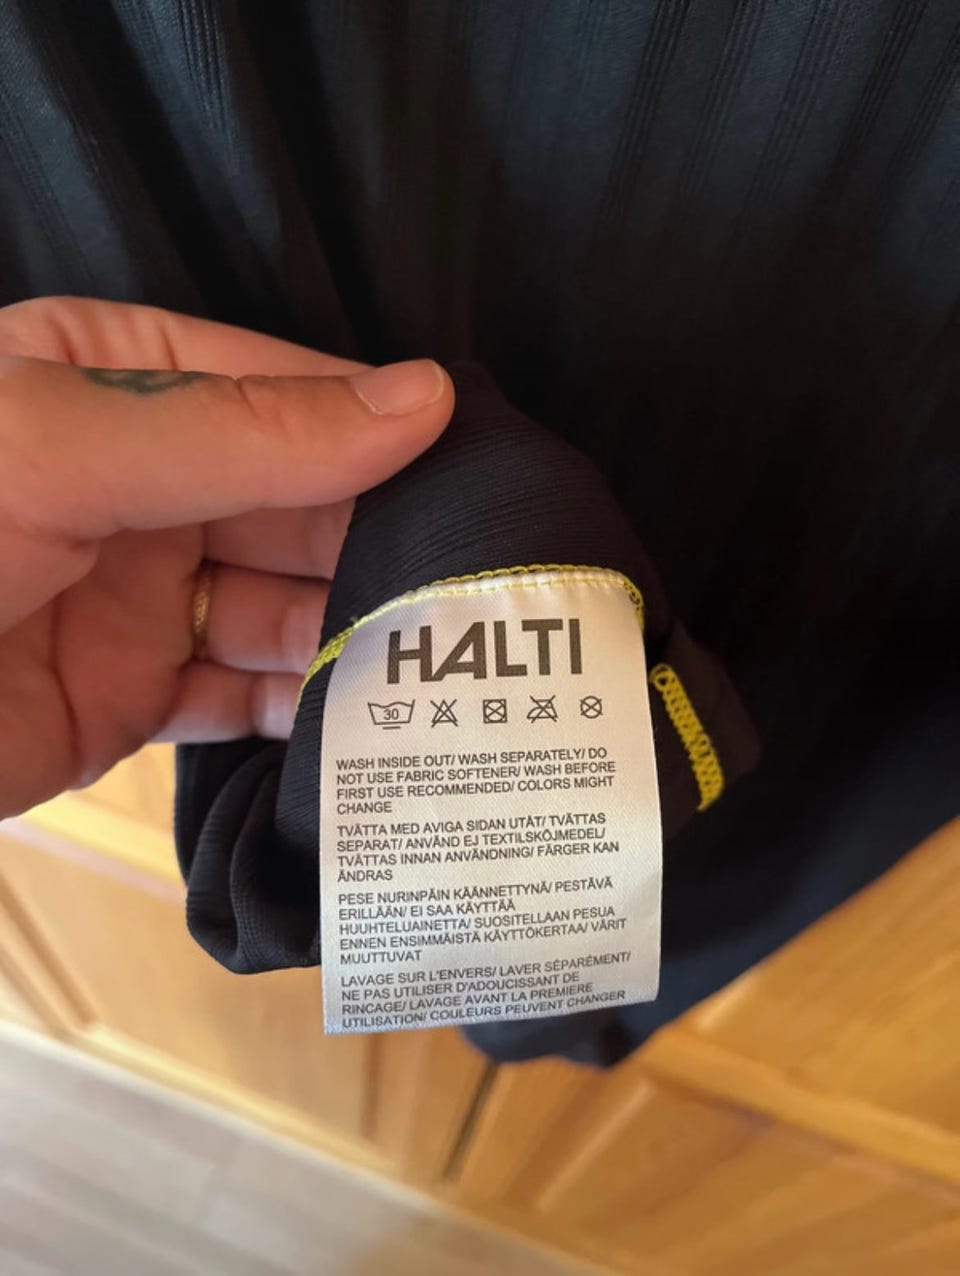 HALTI
30
WASH INSIDE OUT/ WASH SEPARATELY/ DO
NOT USE FABRIC SOFTENER/ WASH BEFORE
FIRST USE RECOMMENDED/ COLORS MIGHT
CHANGE
TVÄTTA MED AVIGA SIDAN UTÅT/ TVÄTTAS
SEPARAT/ ANVÄND EJ TEXTILSKÖJMEDEL/
TVÄTTAS INNAN ANVÄNDNING/ FÄRGER KAN
ÄNDRAS
PESE NURINPÄIN KÄÄNNETTYNÄ/ PESTÄVÄ
ERILLÄÄN/ EI SAA KÄYTTÄÄ
HUUHTELUAINETTA/ SUOSITELLAAN PESUA
ENNEN ENSIMMÄISTÄ KÄYTTÖKERTAA/ VÄRIT
MUUTTUVAT
LAVAGE SUR L'ENVERS/ LAVER SÉPARÉMENT/
NE PAS UTILISER D'ADOUCISSANT DE
RINCAGE/ LAVAGE AVANT LA PREMIERE
UTILISATION/ COULEURS PEUVENT CHANGER